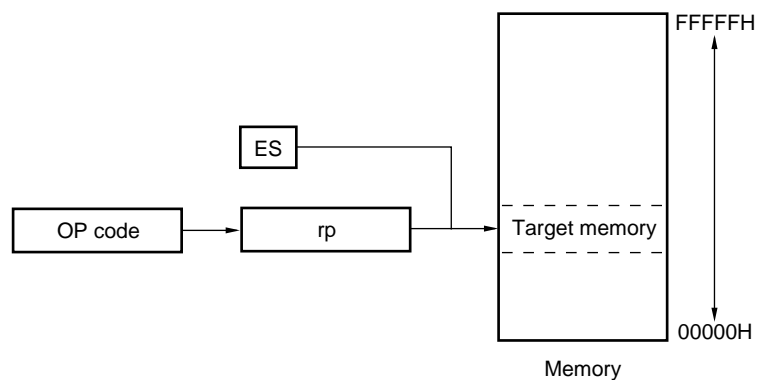 FFFFFH
ES
OP code
rp
Target memory
00000H
Memory